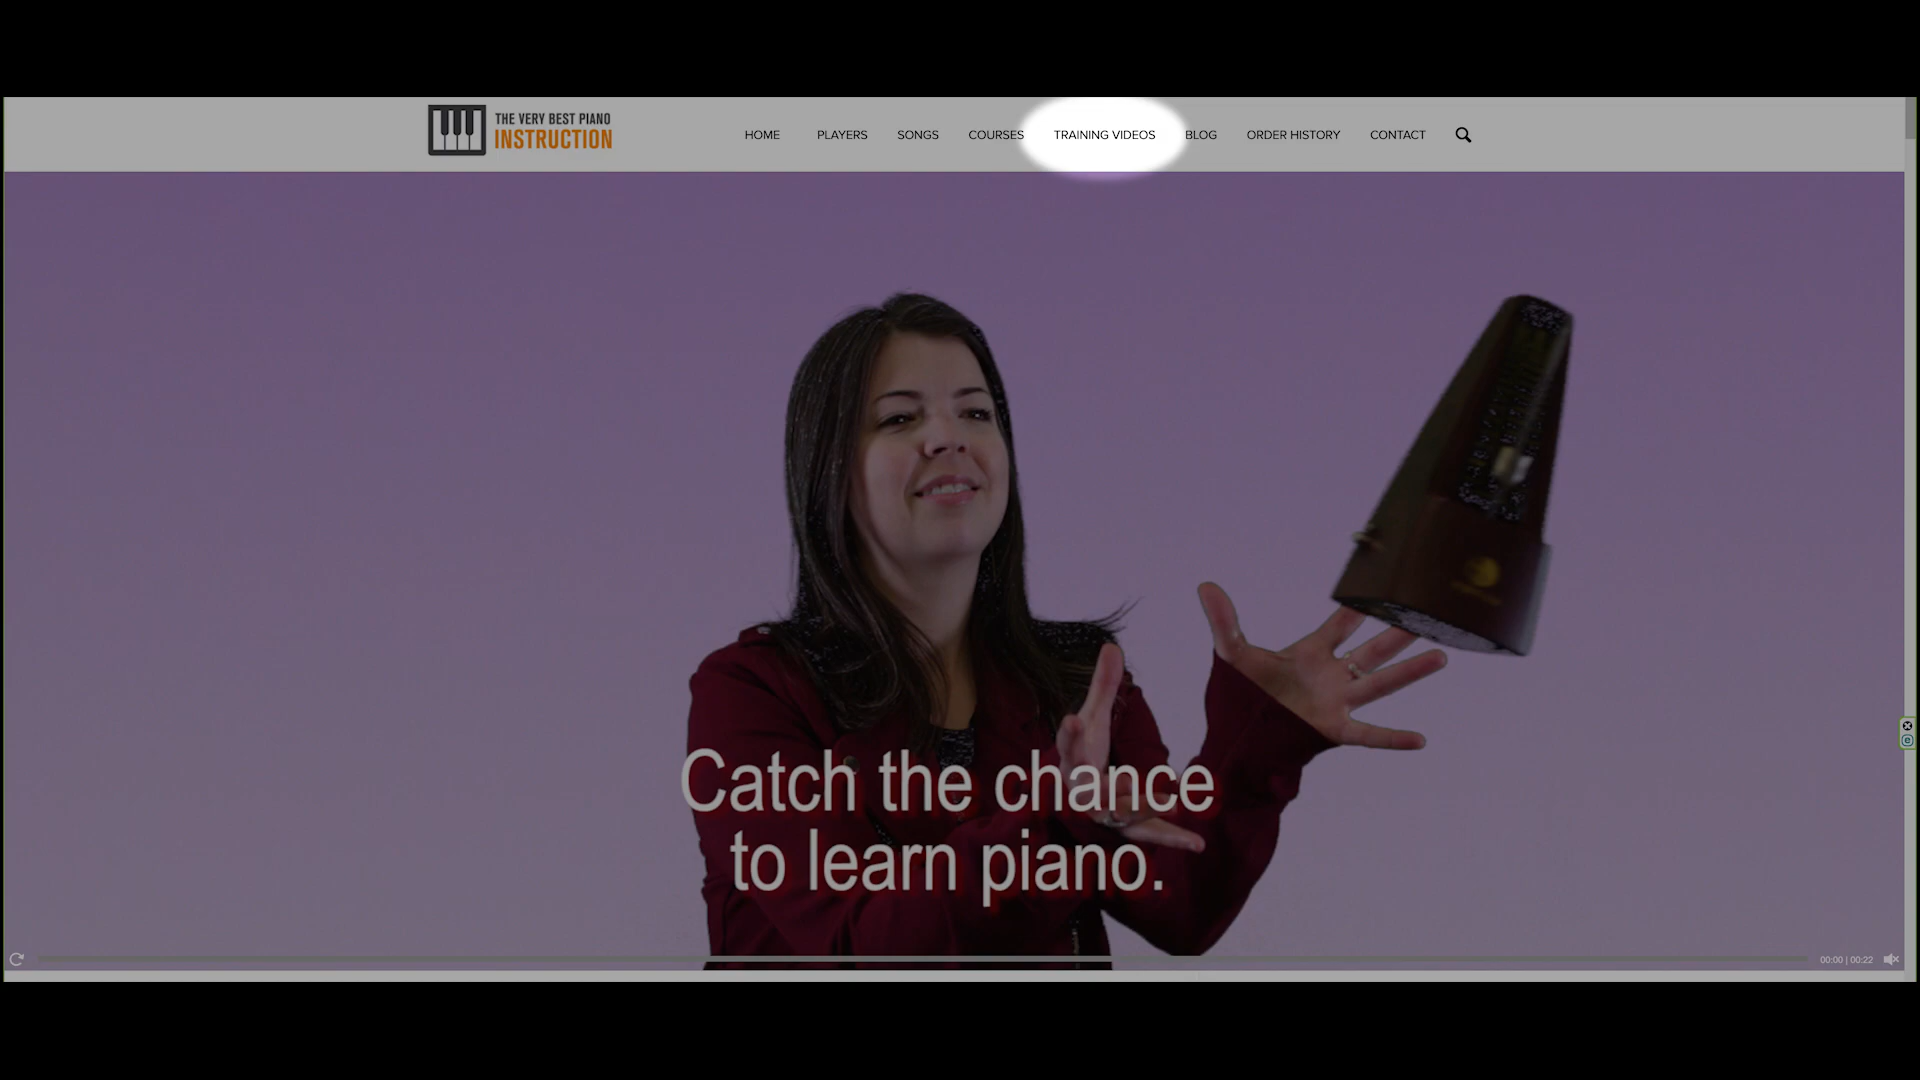 THE VERY BEST PIANO
INSTRUCTION
HOME PLAYERS SONGS COURSES TRAINING VIDEOS BLOG ORDER HISTORY CONTACT
Catch the chance
to learn piano.
00:00 | 00:22